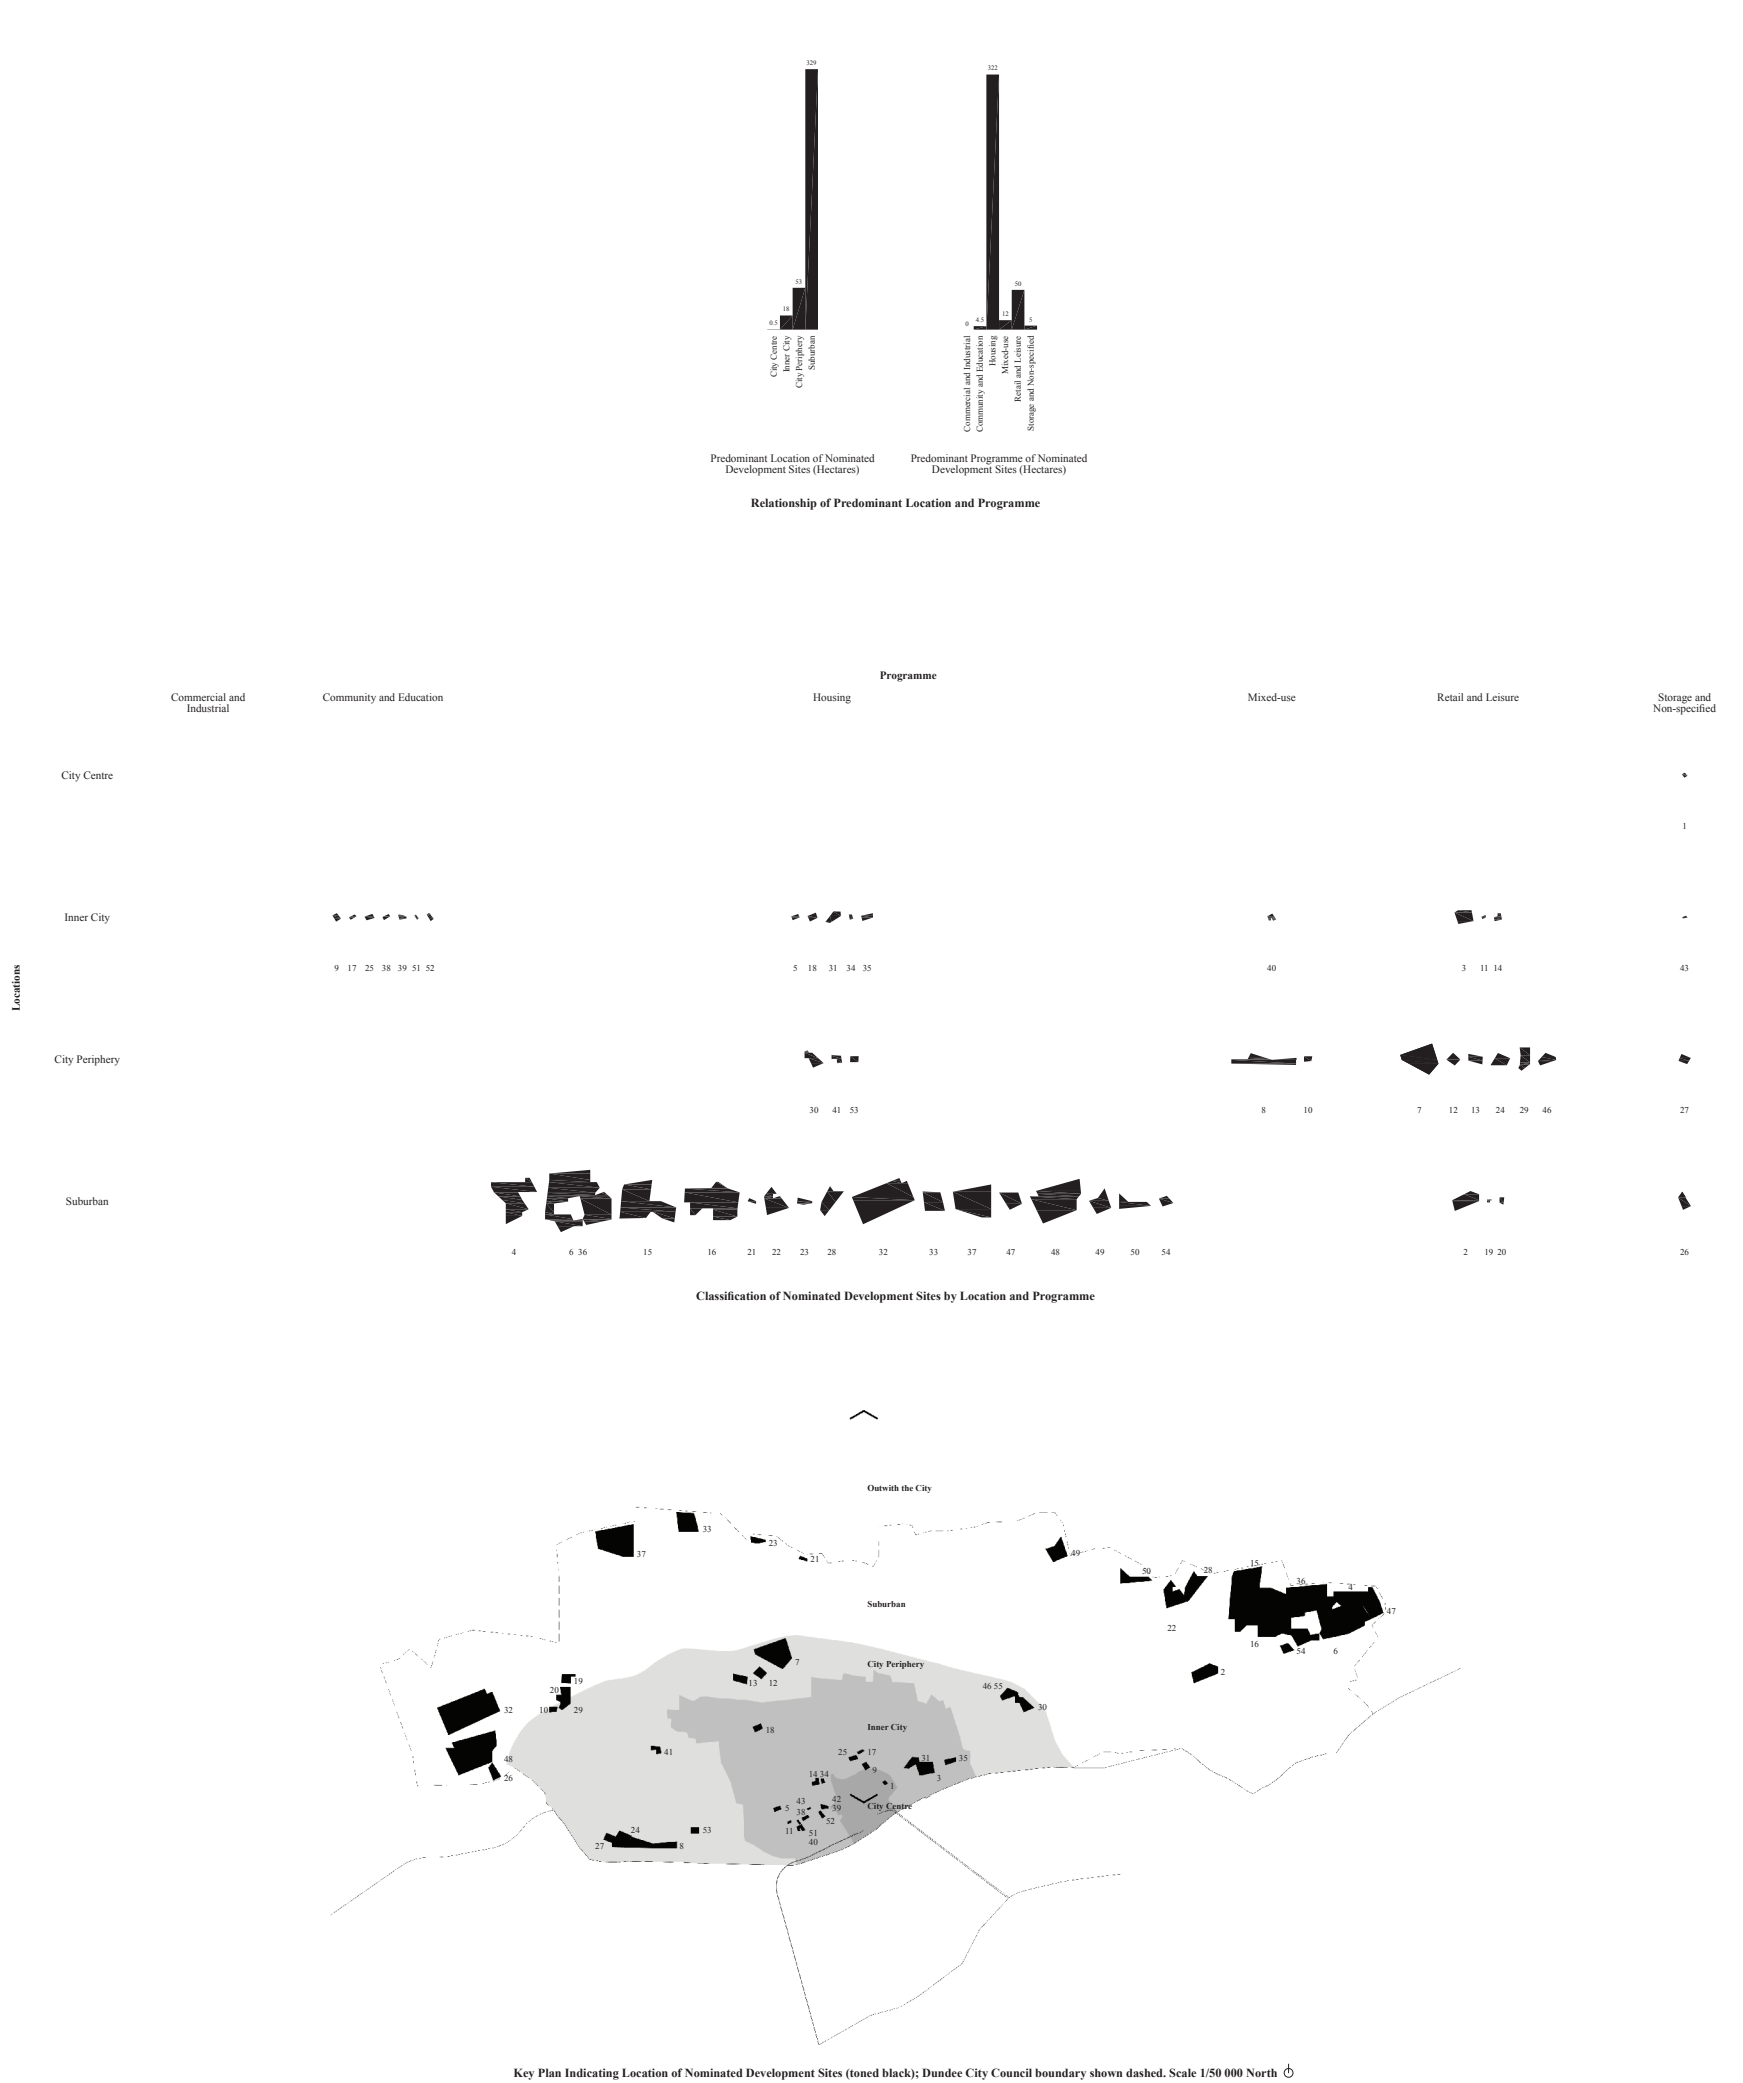 329
53
18
0.5
City Centre
Inner City
City Periphery
Suburban
Predominant Location of Nominated
Development Sites (Hectares)
322
50
12
5
4.5
0
Commercial and Industrial
Community and Education
Housing
Mixed-use
Retail and Leisure
Storage and Non-specified
Predominant Programme of Nominated
Development Sites (Hectares)
Relationship of Predominant Location and Programme
Programme
Commercial and
Industrial
Community and Education
Housing
Mixed-use
Retail and Leisure
Storage and
Non-specified
Locations
City Centre
1
Inner City
9 17 25 38 39 51 52
5 18 31 34 35
40
3 11 14
43
City Periphery
30 41 53
8 10
7 12 13 24 29 46
27
Suburban
4 6 36 15 16 21 22 23 28 32 33 37 47 48 49 50 54
2 19 20
26
Classification of Nominated Development Sites by Location and Programme
Outwith the City
33
37
23
21
49
50
28
15
36
4
47
22
16
54
6
2
Suburban
City Periphery
7
13 12
19
20
10
29
32
48
26
46 55
30
18
Inner City
41
25 17
9
31
35
3
14 34
1
43
42
5
38
39
City Centre
52
11
51
40
53
24
27
8
Key Plan Indicating Location of Nominated Development Sites (toned black); Dundee City Council boundary shown dashed. Scale 1/50 000 North